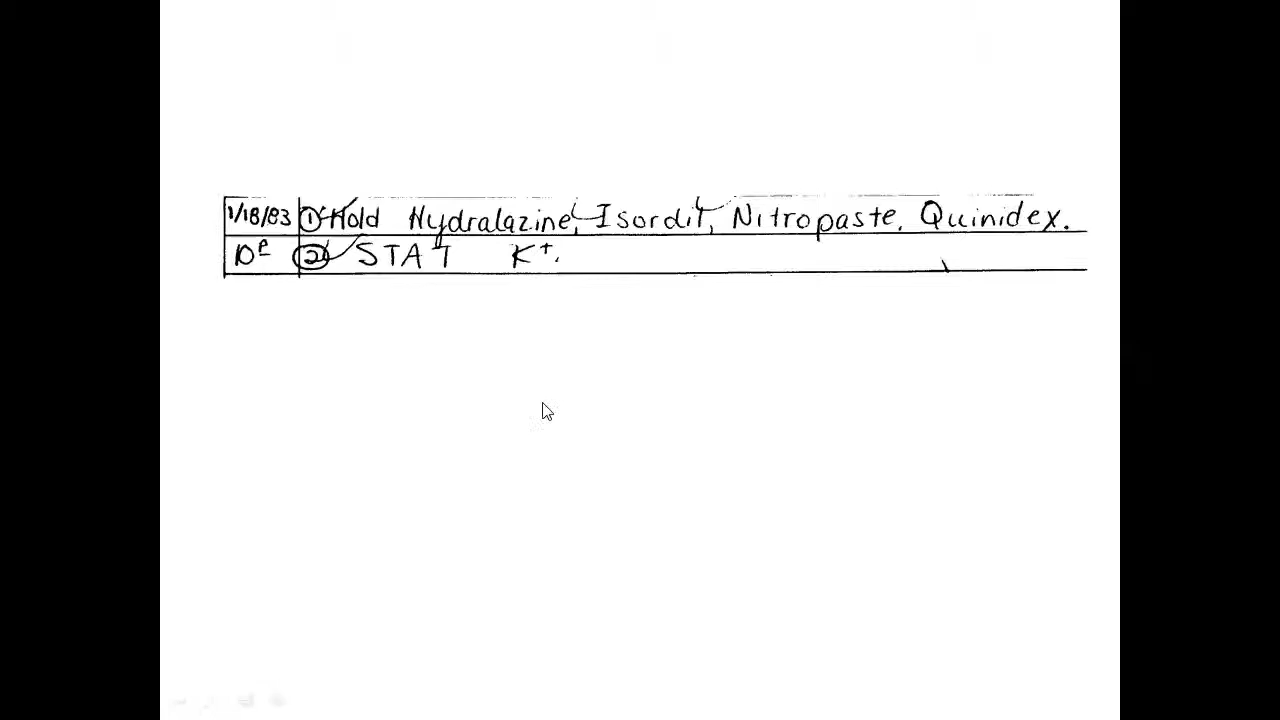 1/18/83 ① Hold Hydralazine, Isordil, Nitropaste, Quinidex.
10P ② STAT K+.